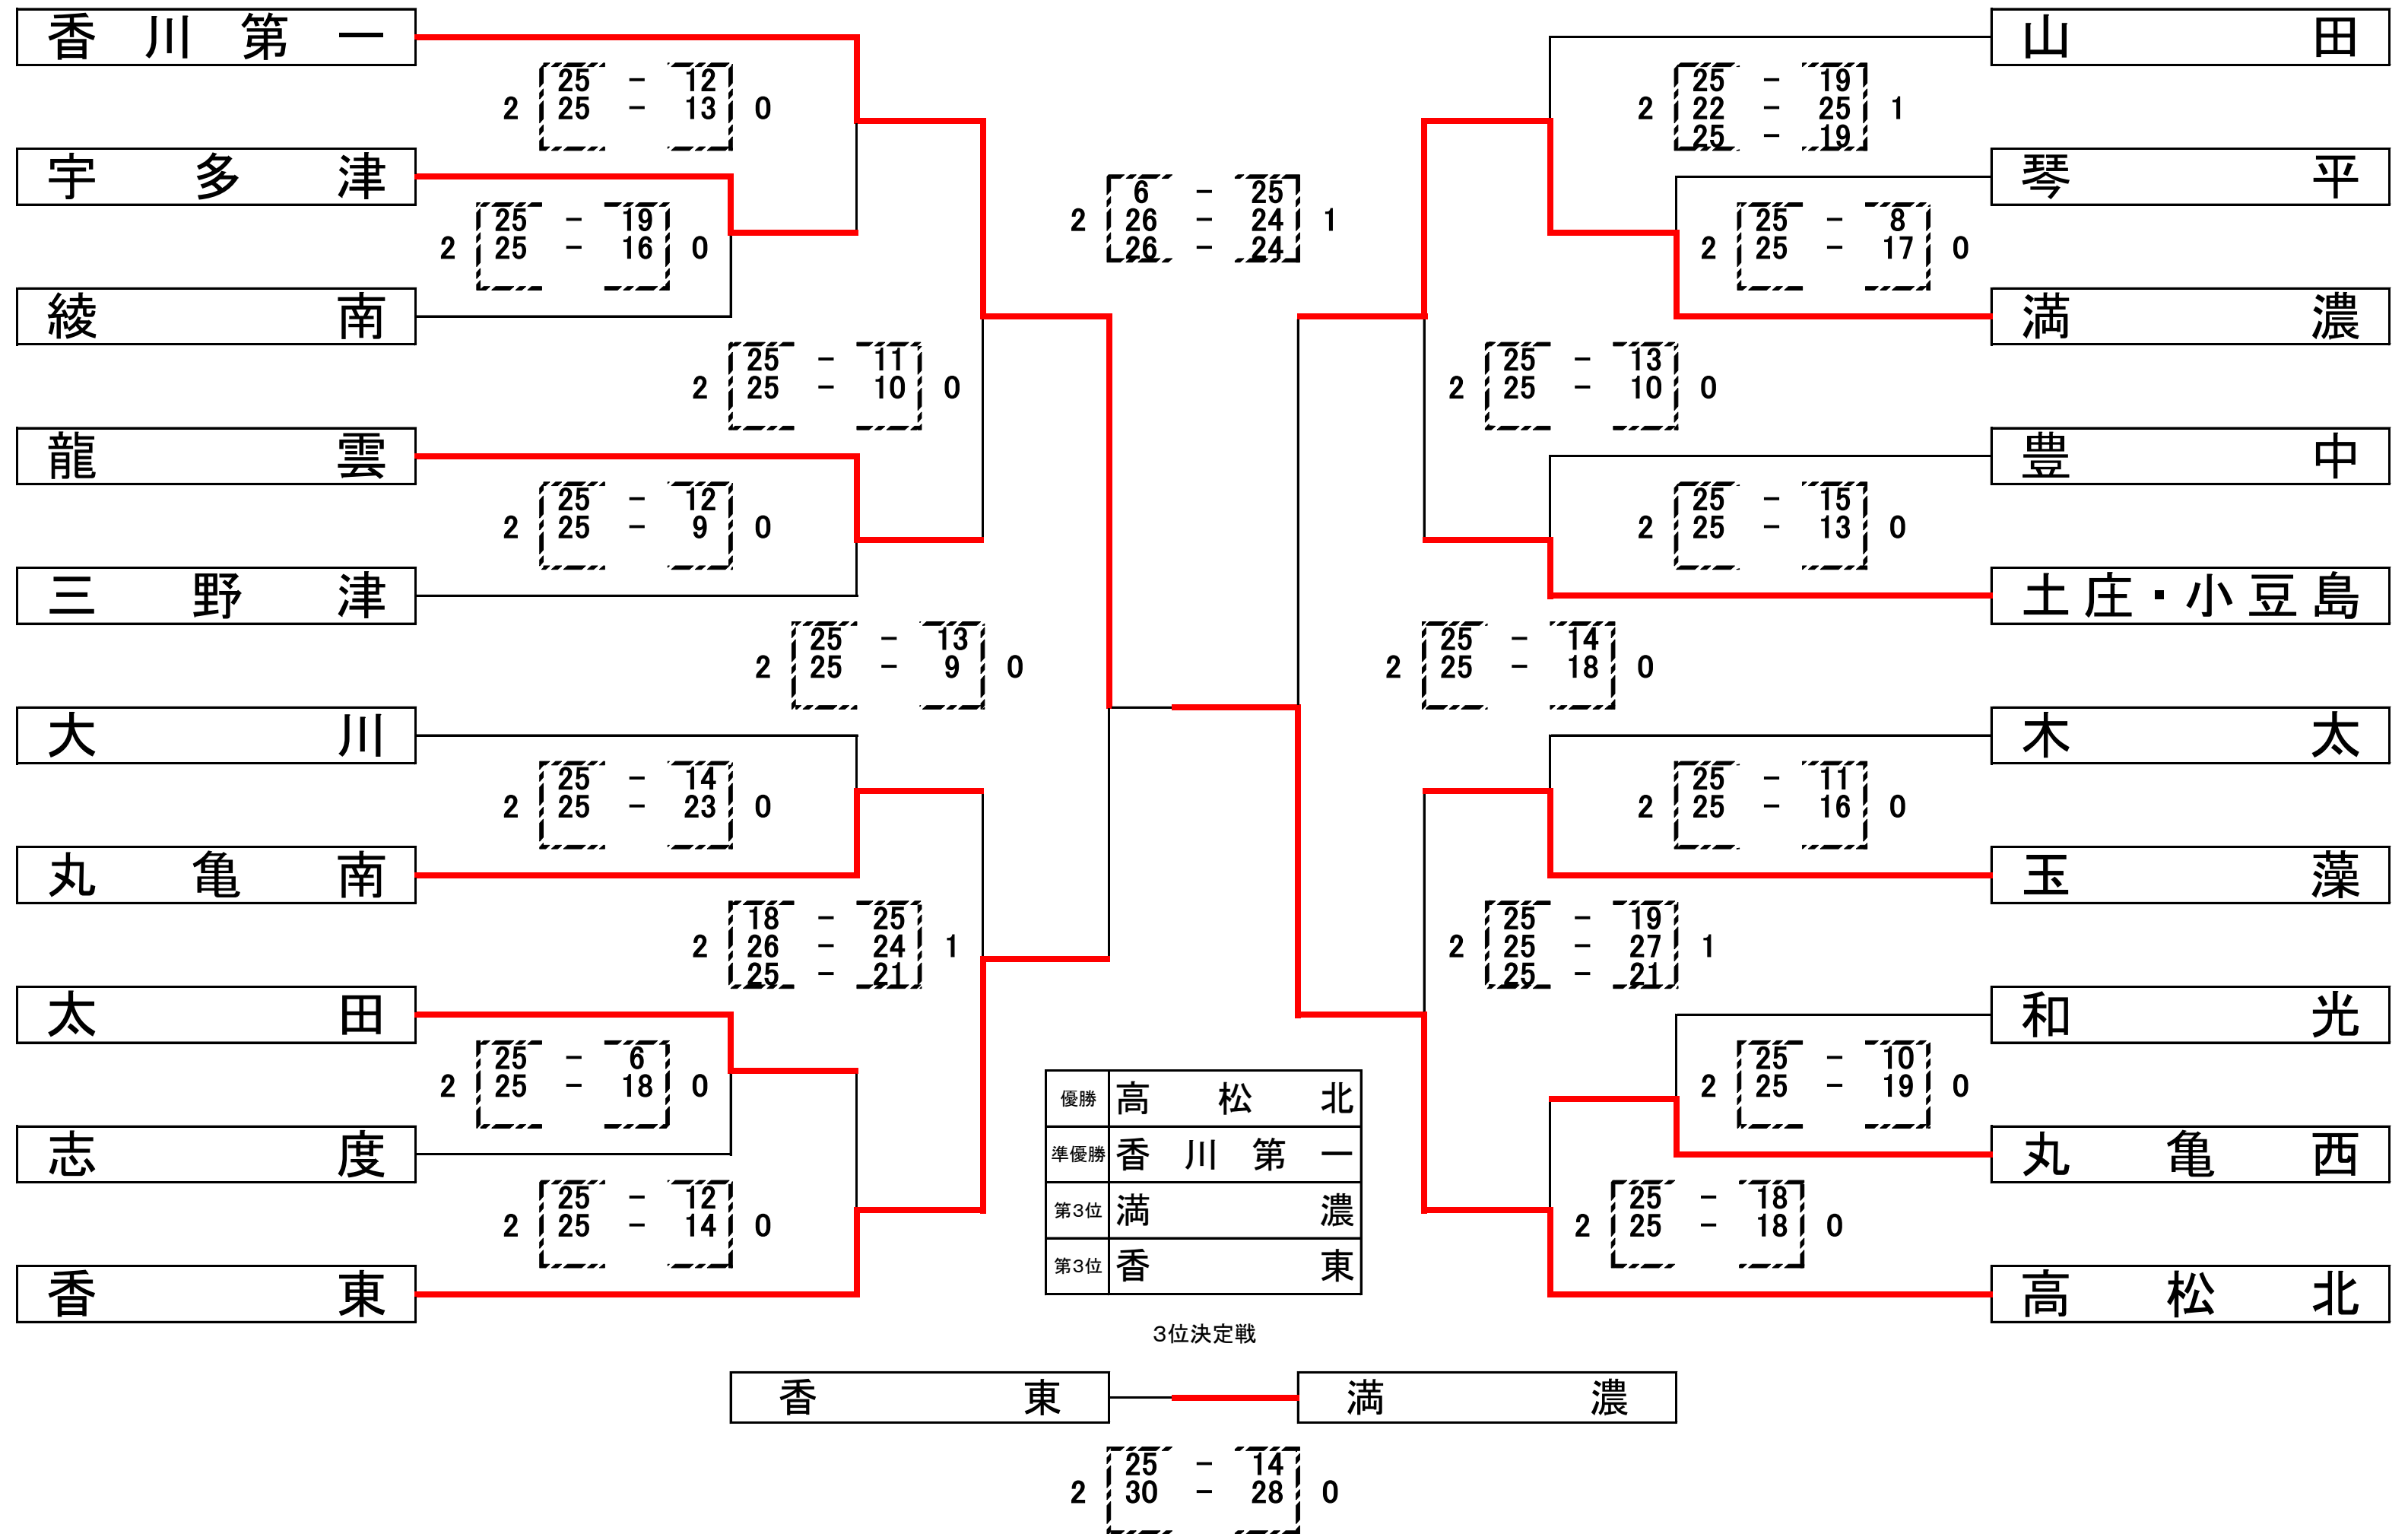 香川第一
25 - 12
2 25 - 13 0
宇多津
25 - 19
2 25 - 16 0
綾南
25 - 11
2 25 - 10 0
龍雲
25 - 12
2 25 - 9 0
三野津
25 - 13
2 25 - 9 0
大川
25 - 14
2 25 - 23 0
丸亀南
18 - 25
2 26 - 24 1
25 - 21
太田
25 - 6
2 25 - 18 0
志度
25 - 12
2 25 - 14 0
香東
6 - 25
2 26 - 24 1
26 - 24
山田
25 - 19
2 22 - 25 1
25 - 19
琴平
25 - 8
2 25 - 17 0
満濃
25 - 13
2 25 - 10 0
豊中
25 - 15
2 25 - 13 0
土庄・小豆島
25 - 14
2 25 - 18 0
木太
25 - 11
2 25 - 16 0
玉藻
25 - 19
2 25 - 27 1
25 - 21
和光
25 - 10
2 25 - 19 0
丸亀西
25 - 18
2 25 - 18 0
高松北
優勝 高松北
準優勝 香川第一
第3位 満濃
第3位 香東
3位決定戦
香東 満濃
25 - 14
2 30 - 28 0